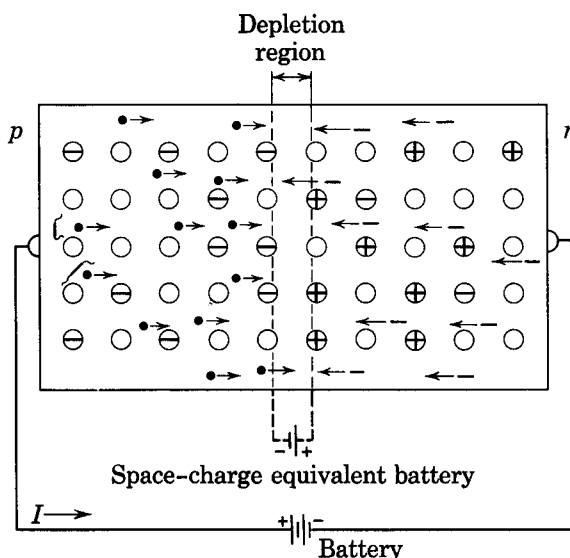 Depletion
region
p
n
- +
Space-charge equivalent battery
I
+ -
Battery